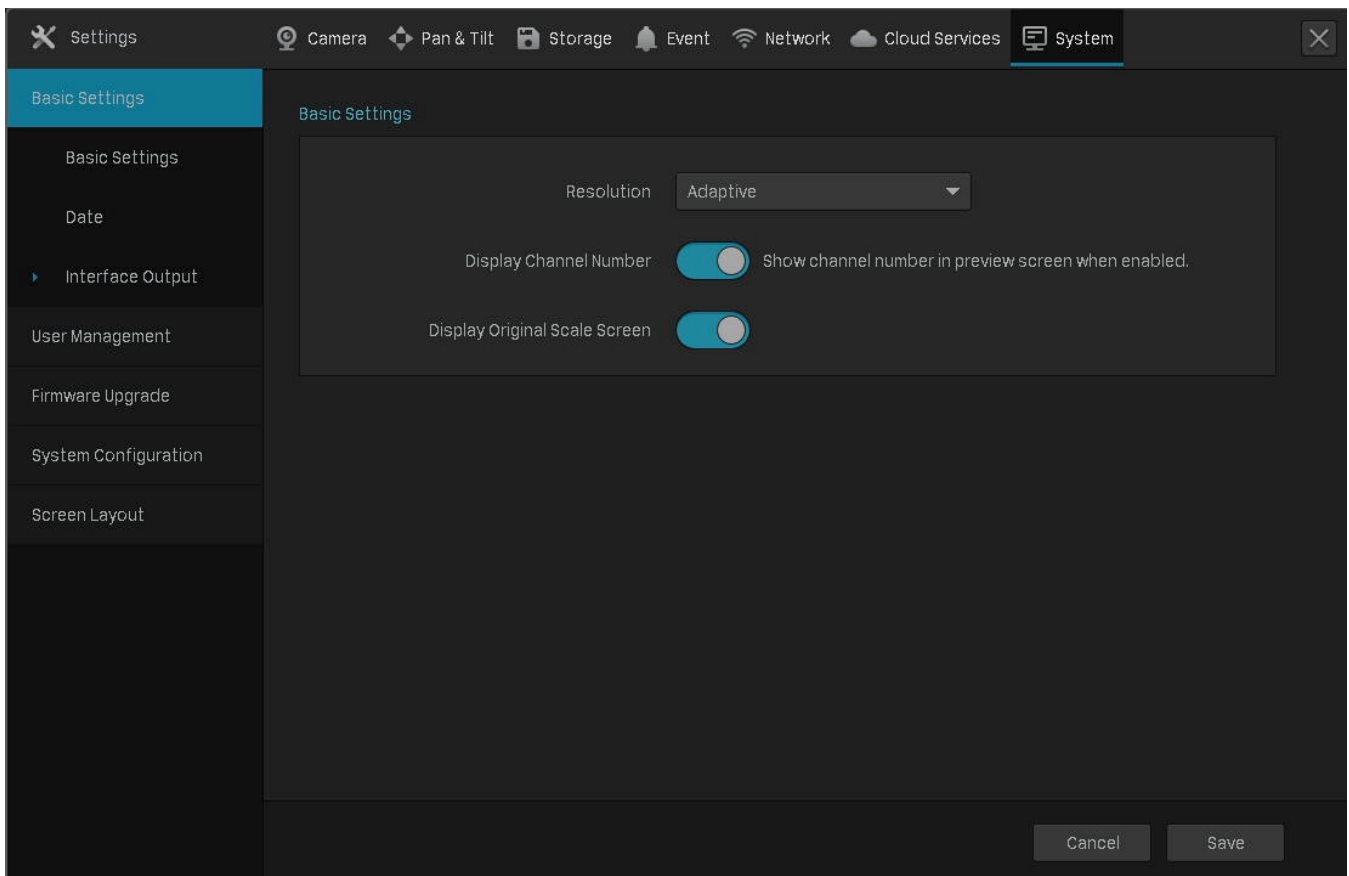 Settings
Camera Pan & Tilt Storage Event Network Cloud Services System
Basic Settings
Basic Settings
Date
Interface Output
User Management
Firmware Upgrade
System Configuration
Screen Layout
Basic Settings
Resolution Adaptive
Display Channel Number Show channel number in preview screen when enabled.
Display Original Scale Screen
Cancel Save